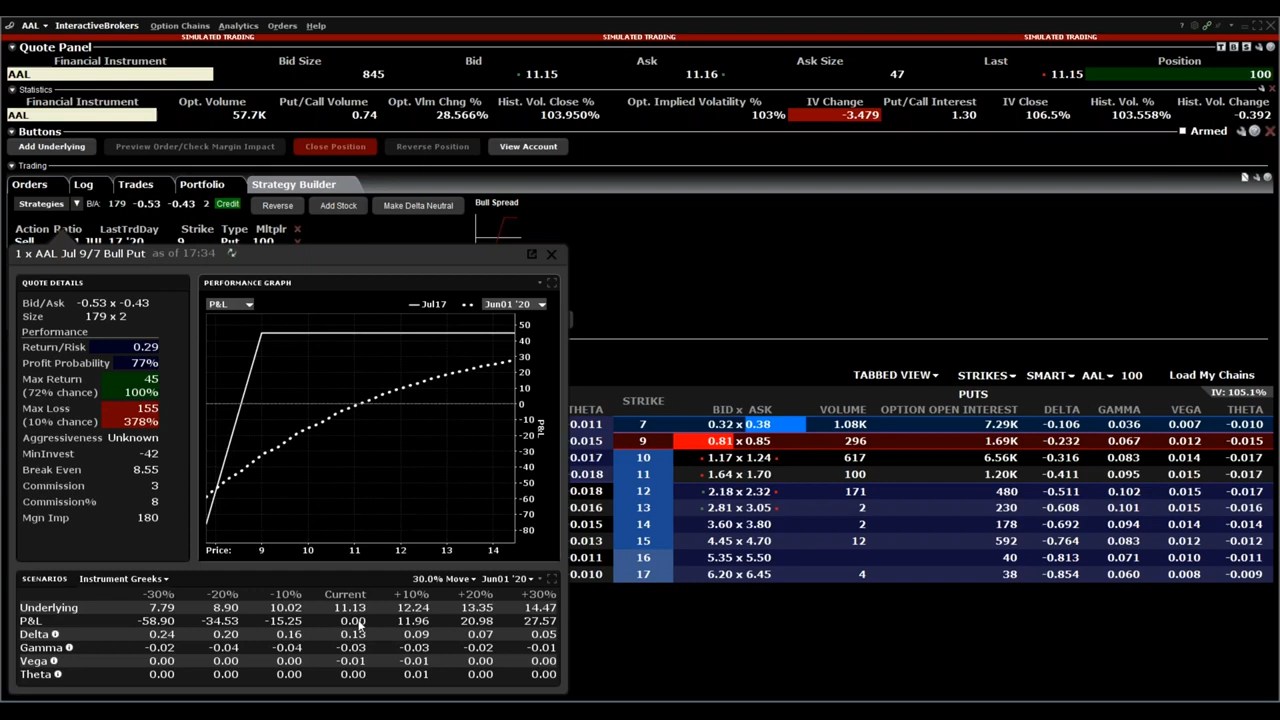 AAL InteractiveBrokers Option Chains Analytics Orders Help ?
SIMULATED TRADING SIMULATED TRADING SIMULATED TRADING
Quote Panel T B S
Financial Instrument Bid Size Bid Ask Ask Size Last Position
AAL 845 11.15 11.16 47 11.15 100
Statistics
Financial Instrument Opt. Volume Put/Call Volume Opt. Vlm Chng % Hist. Vol. Close % Opt. Implied Volatility % IV Change Put/Call Interest IV Close Hist. Vol. % Hist. Vol. Change
AAL 57.7K 0.74 28.566% 103.950% 103% -3.479 1.30 106.5% 103.558% -0.392
Buttons Armed
Add Underlying Preview Order/Check Margin Impact Close Position Reverse Position View Account
Trading
Orders Log Trades Portfolio Strategy Builder
Strategies B/A: 179 -0.53 -0.43 2 Credit Reverse Add Stock Make Delta Neutral Bull Spread
Action Ratio LastTrdDay Strike Type Mltplr
Sell 1 JUL 17 '20 9 Put 100
1 x AAL Jul 9/7 Bull Put as of 17:34
QUOTE DETAILS
Bid/Ask -0.53 x -0.43
Size 179 x 2
Performance
Return/Risk 0.29
Profit Probability 77%
Max Return 45
(72% chance) 100%
Max Loss 155
(10% chance) 378%
Aggressiveness Unknown
MinInvest -42
Break Even 8.55
Commission 3
Commission% 8
Mgn Imp 180
PERFORMANCE GRAPH
P&L Jul17 Jun01 '20
50
40
30
20
10
0
-10
-20
-30
-40
-50
-60
-70
-80
P&L
Price: 9 10 11 12 13 14
SCENARIOS Instrument Greeks 30.0% Move Jun01 '20
-30% -20% -10% Current +10% +20% +30%
Underlying 7.79 8.90 10.02 11.13 12.24 13.35 14.47
P&L -58.90 -34.53 -15.25 0.00 11.96 20.98 27.57
Delta 0.24 0.20 0.16 0.13 0.09 0.07 0.05
Gamma -0.02 -0.04 -0.04 -0.03 -0.03 -0.02 -0.01
Vega 0.00 0.00 0.00 -0.01 -0.01 0.00 0.00
Theta 0.00 0.00 0.00 0.00 0.01 0.00 0.00
TABBED VIEW STRIKES SMART AAL 100 Load My Chains
PUTS IV: 105.1%
THETA STRIKE BID x ASK VOLUME OPTION OPEN INTEREST DELTA GAMMA VEGA THETA
0.011 7 0.32 x 0.38 1.08K 7.29K -0.106 0.036 0.007 -0.010
0.015 9 0.81 x 0.85 296 1.69K -0.232 0.067 0.012 -0.015
0.017 10 1.17 x 1.24 617 6.56K -0.316 0.083 0.014 -0.017
0.018 11 1.64 x 1.70 100 1.20K -0.411 0.095 0.015 -0.017
0.018 12 2.18 x 2.32 171 480 -0.511 0.102 0.015 -0.017
0.016 13 2.81 x 3.05 2 230 -0.608 0.101 0.015 -0.016
0.015 14 3.60 x 3.80 2 178 -0.692 0.094 0.014 -0.014
0.013 15 4.45 x 4.70 12 592 -0.764 0.083 0.012 -0.013
0.011 16 5.35 x 5.50 40 -0.813 0.071 0.010 -0.011
0.010 17 6.20 x 6.45 4 38 -0.854 0.060 0.008 -0.009